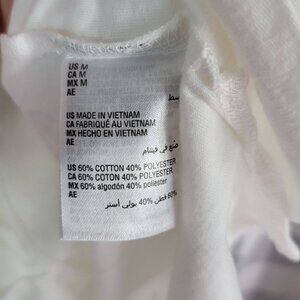 US M
CA M
MX M
AE
وسط
US MADE IN VIETNAM
CA FABRIQUÉ AU VIETNAM
MX HECHO EN VIETNAM
AE
صنع في فيتنام
US 60% COTTON 40% POLYESTER
CA 60% COTON 40% POLYESTER
MX 60% algodón 40% poliester
AE
60% قطن 40% بولي أستر